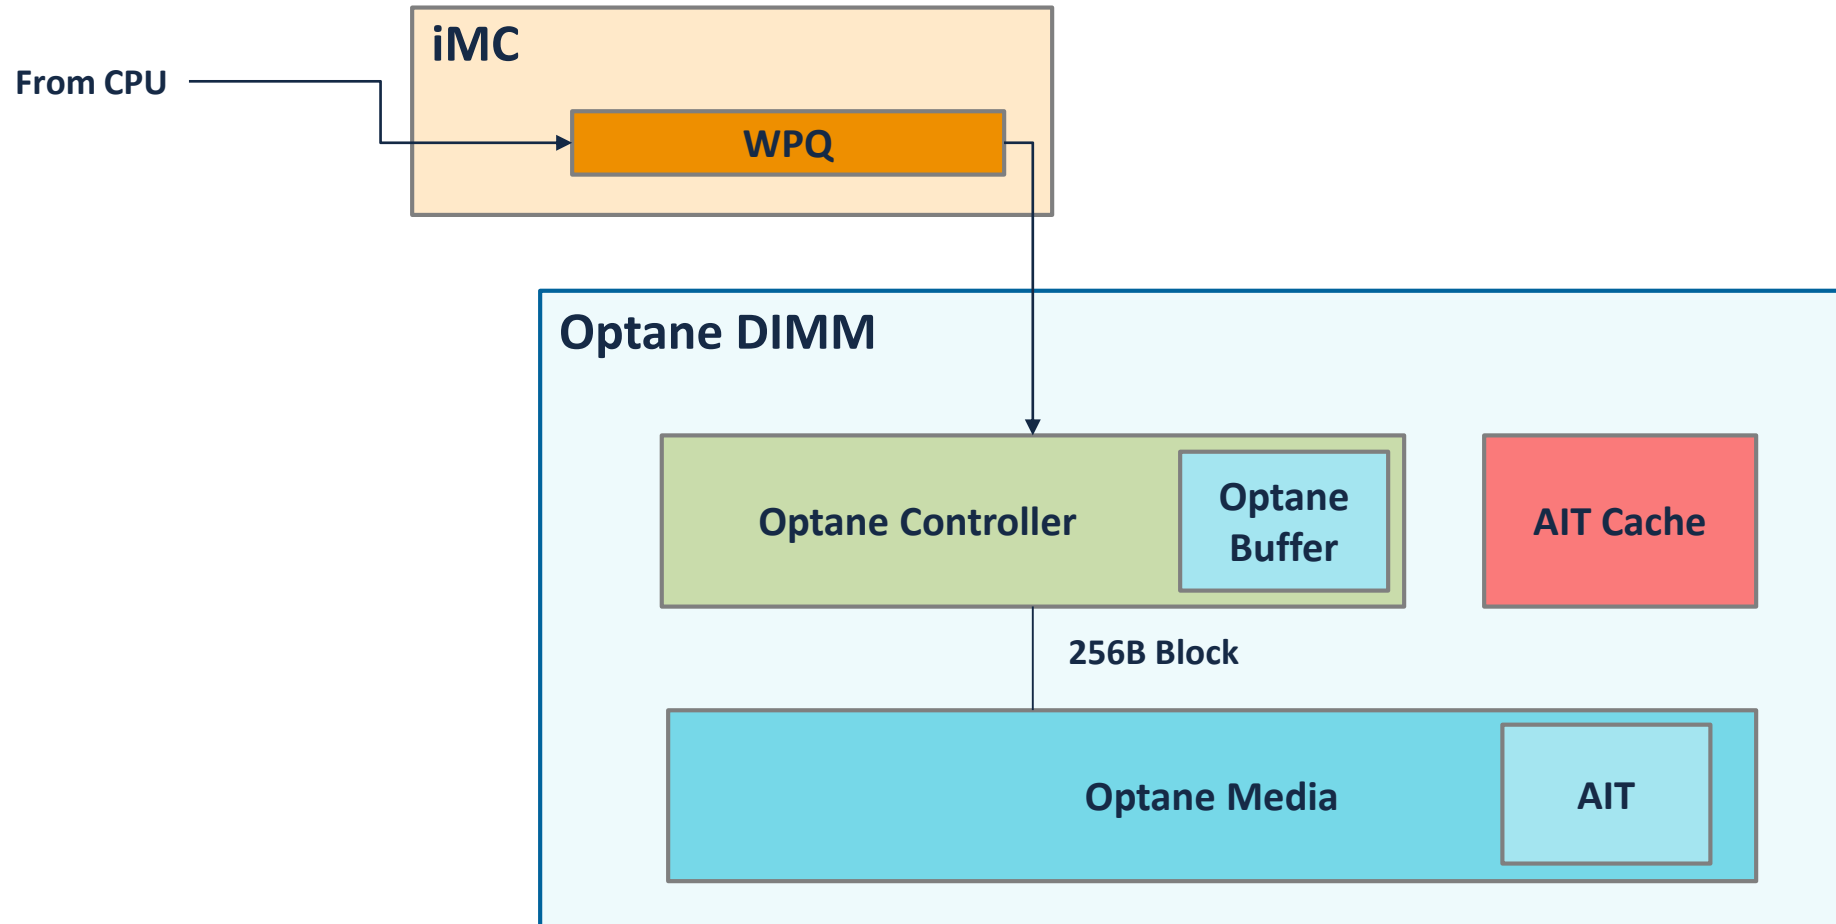 iMC
From CPU
WPQ
Optane DIMM
Optane Controller
Optane
Buffer
AIT Cache
256B Block
Optane Media
AIT